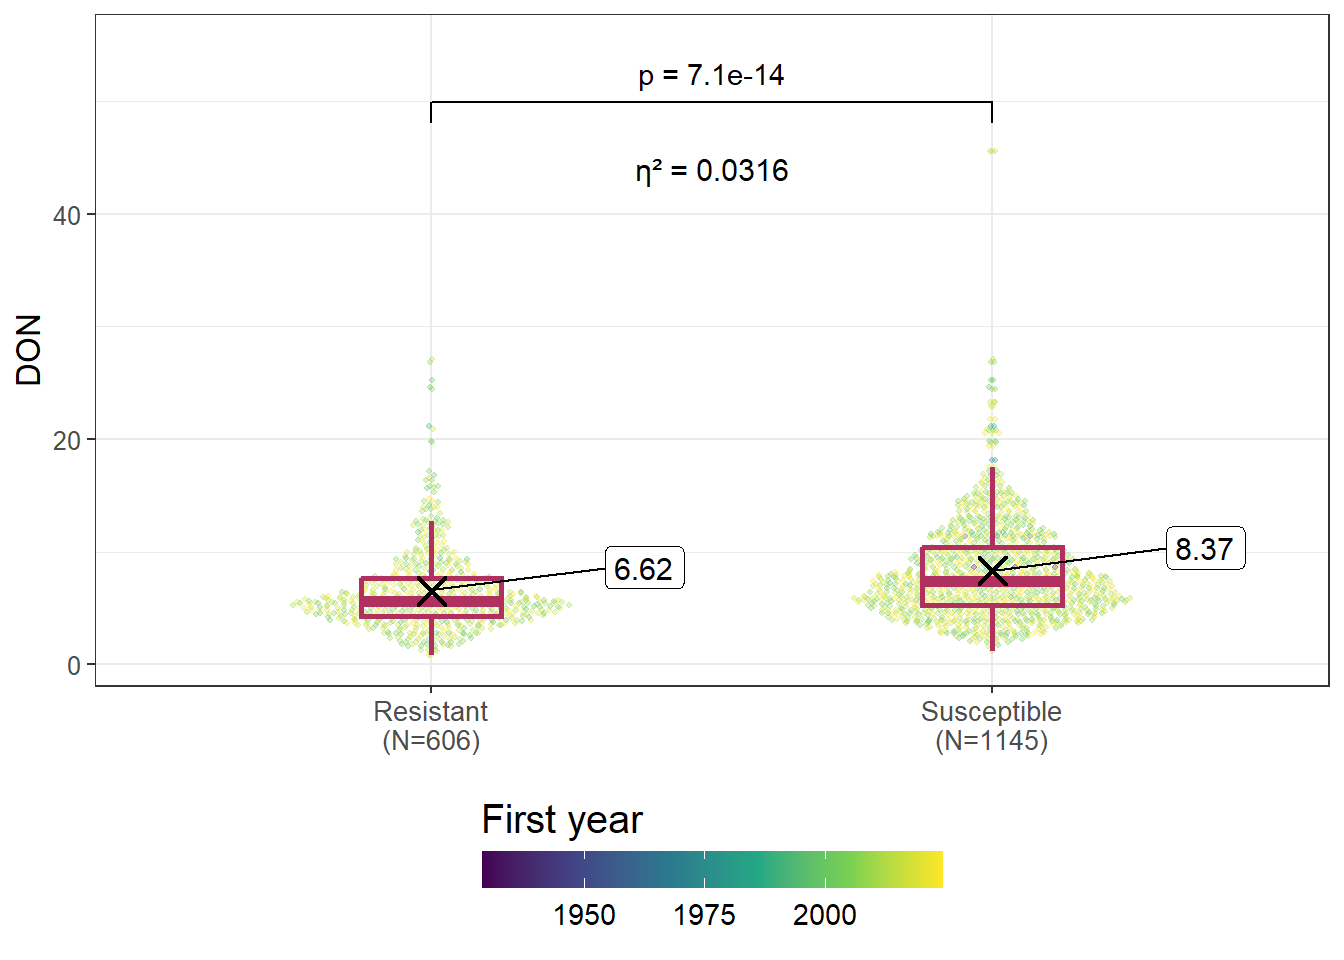 p = 7.1e-14
η² = 0.0316
40
DON
20
8.37
6.62
0
Resistant
(N=606)
Susceptible
(N=1145)
First year
1950
1975
2000